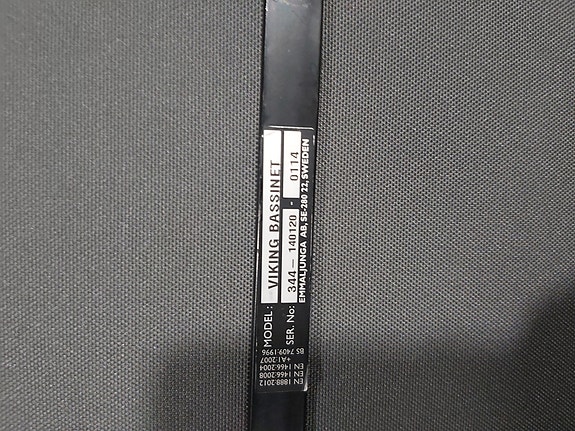 MODEL: VIKING BASSINET
SER. No: 344-140120-0114
EMMALJUNGA AB, SE-280 22, SWEDEN
BS 7409:1996
+A1:2007
EN 1466:2004
EN 1466:2008
EN 1888:2012